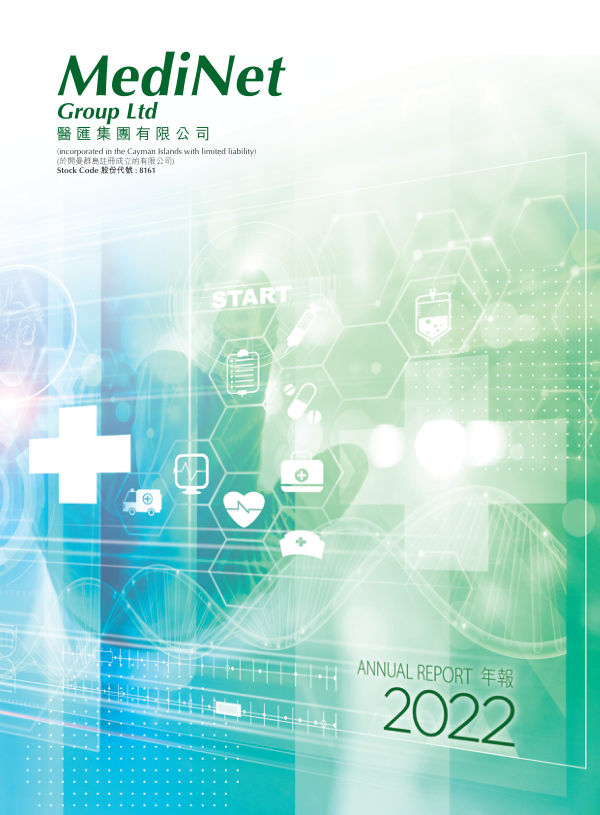 MediNet
Group Ltd
醫匯集團有限公司
(incorporated in the Cayman Islands with limited liability)
(於開曼群島註冊成立的有限公司)
Stock Code 股份代號 : 8161
START
ANNUAL REPORT 年報
2022